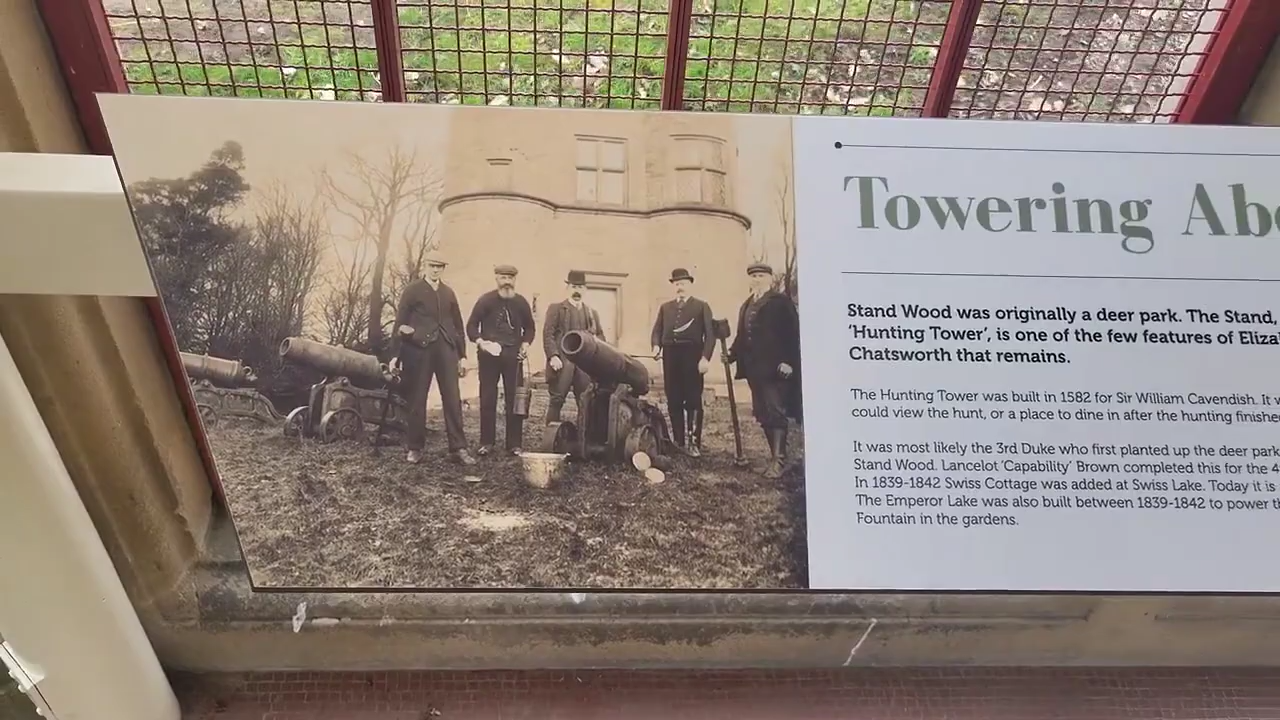 Towering Ab
Stand Wood was originally a deer park. The Stand,
'Hunting Tower', is one of the few features of Eliza
Chatsworth that remains.
The Hunting Tower was built in 1582 for Sir William Cavendish. It w
could view the hunt, or a place to dine in after the hunting finishe
It was most likely the 3rd Duke who first planted up the deer park
Stand Wood. Lancelot 'Capability' Brown completed this for the 4
In 1839-1842 Swiss Cottage was added at Swiss Lake. Today it is
The Emperor Lake was also built between 1839-1842 to power t
Fountain in the gardens.